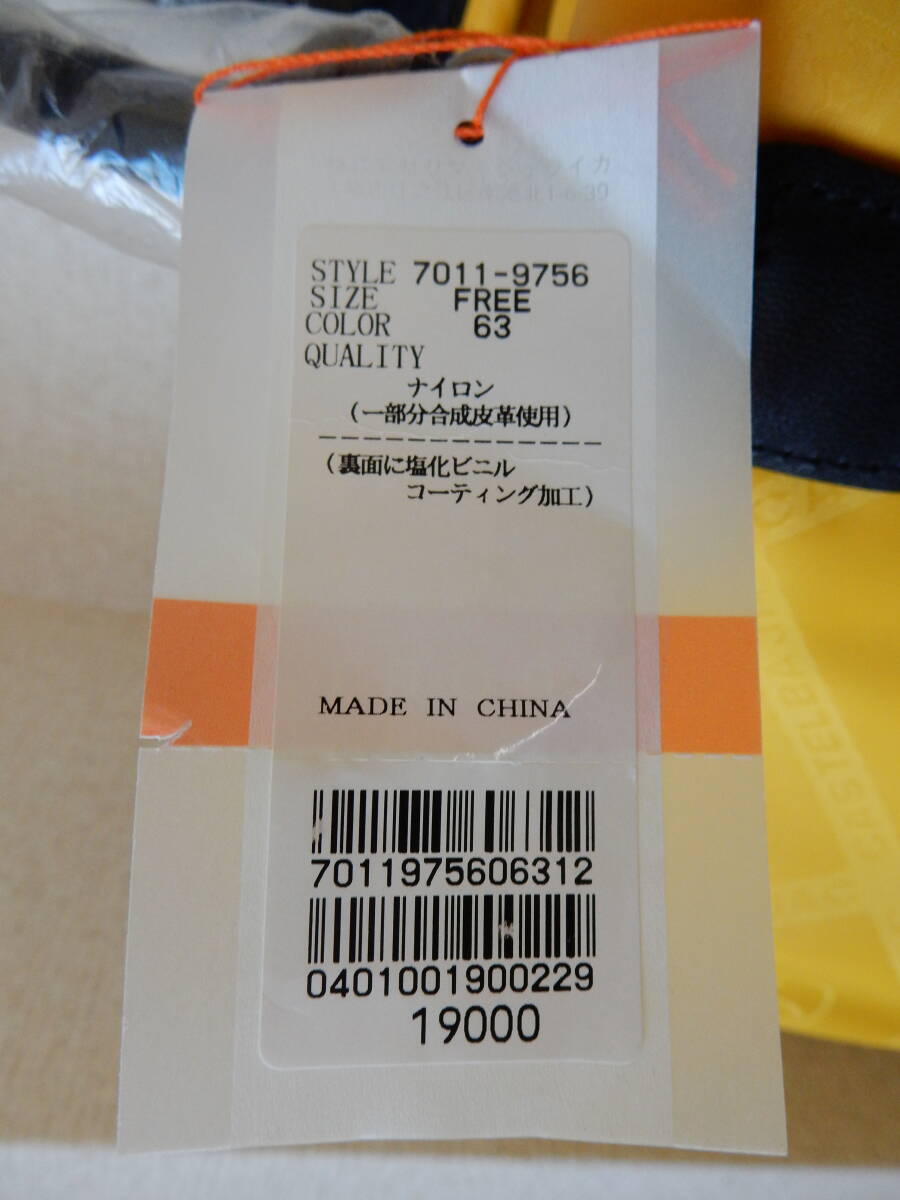 STYLE 7011-9756
SIZE FREE
COLOR 63
QUALITY
ナイロン
(一部分合成皮革使用)
(裏面に塩化ビニル
コーティング加工)
MADE IN CHINA
7011975606312
0401001900229
19000
CASTELBAJ